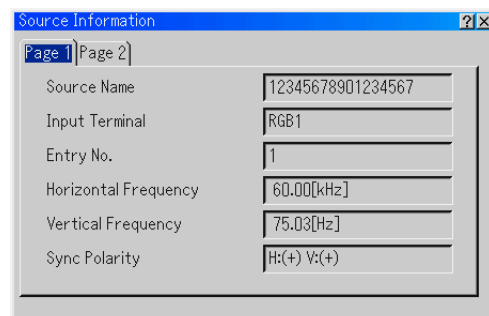 Source Information ? ×
Page 1 Page 2
Source Name 12345678901234567
Input Terminal RGB1
Entry No. 1
Horizontal Frequency 60.00[kHz]
Vertical Frequency 75.03[Hz]
Sync Polarity H:(+) V:(+)